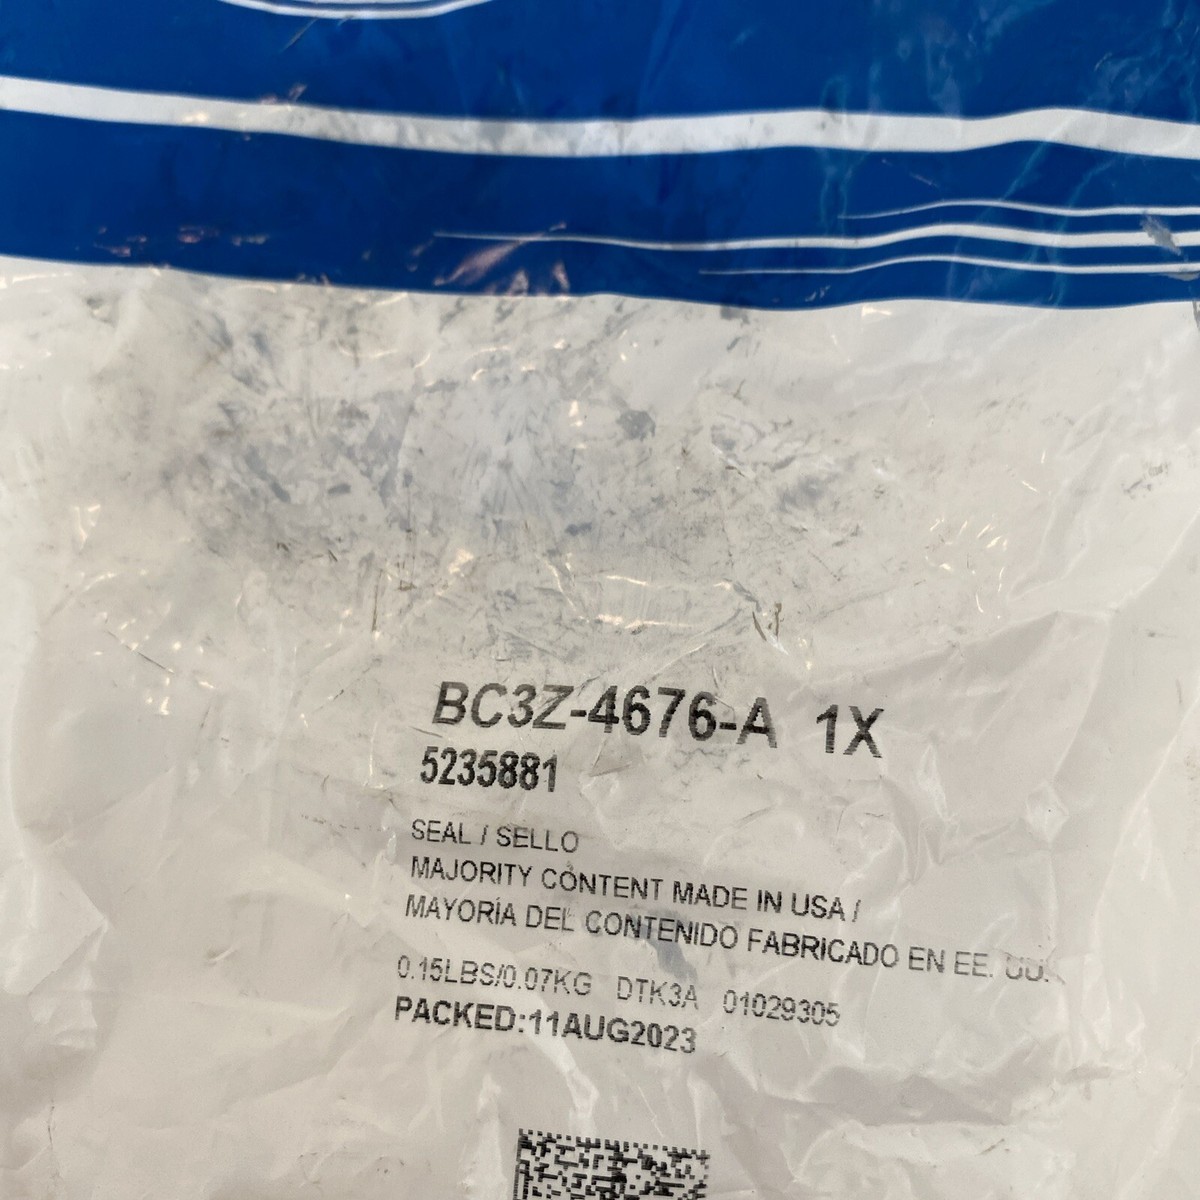 BC3Z-4676-A 1X
5235881
SEAL / SELLO
MAJORITY CONTENT MADE IN USA /
MAYORÍA DEL CONTENIDO FABRICADO EN EE. UU.
0.15LBS/0.07KG DTK3A 01029305
PACKED:11AUG2023